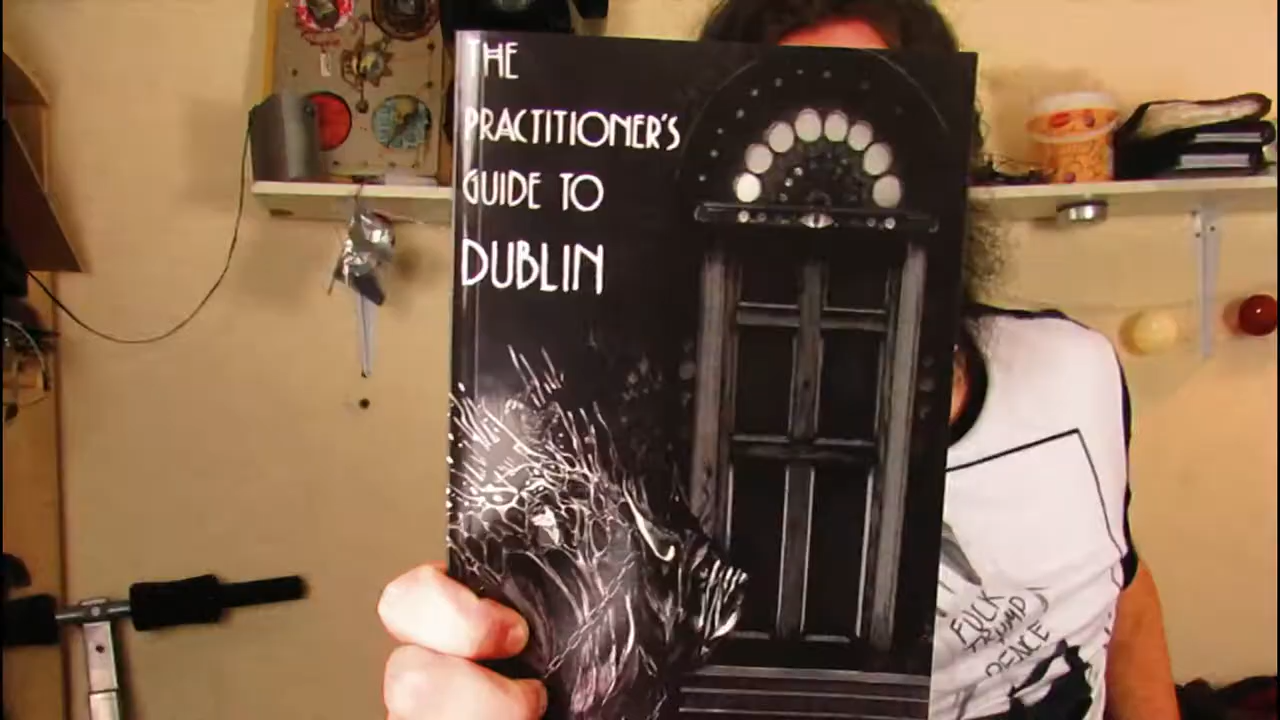 THE
PRACTITIONER'S
GUIDE TO
DUBLIN
FUCK
TRUMP
PENCE